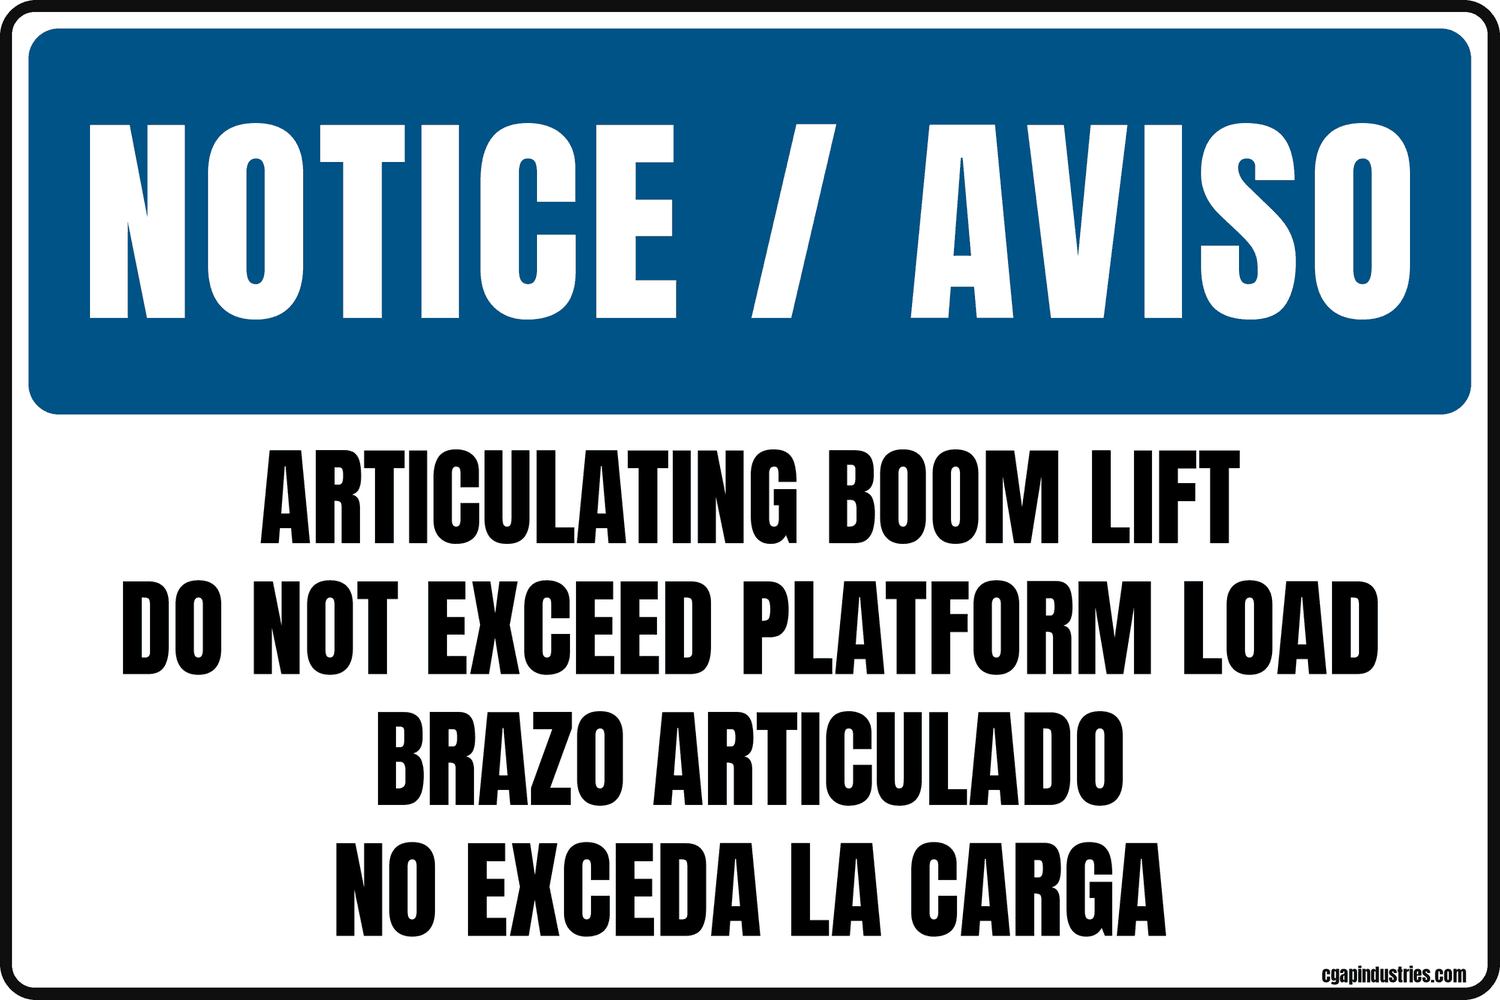 NOTICE / AVISO
ARTICULATING BOOM LIFT
DO NOT EXCEED PLATFORM LOAD
BRAZO ARTICULADO
NO EXCEDA LA CARGA
cgapindustries.com